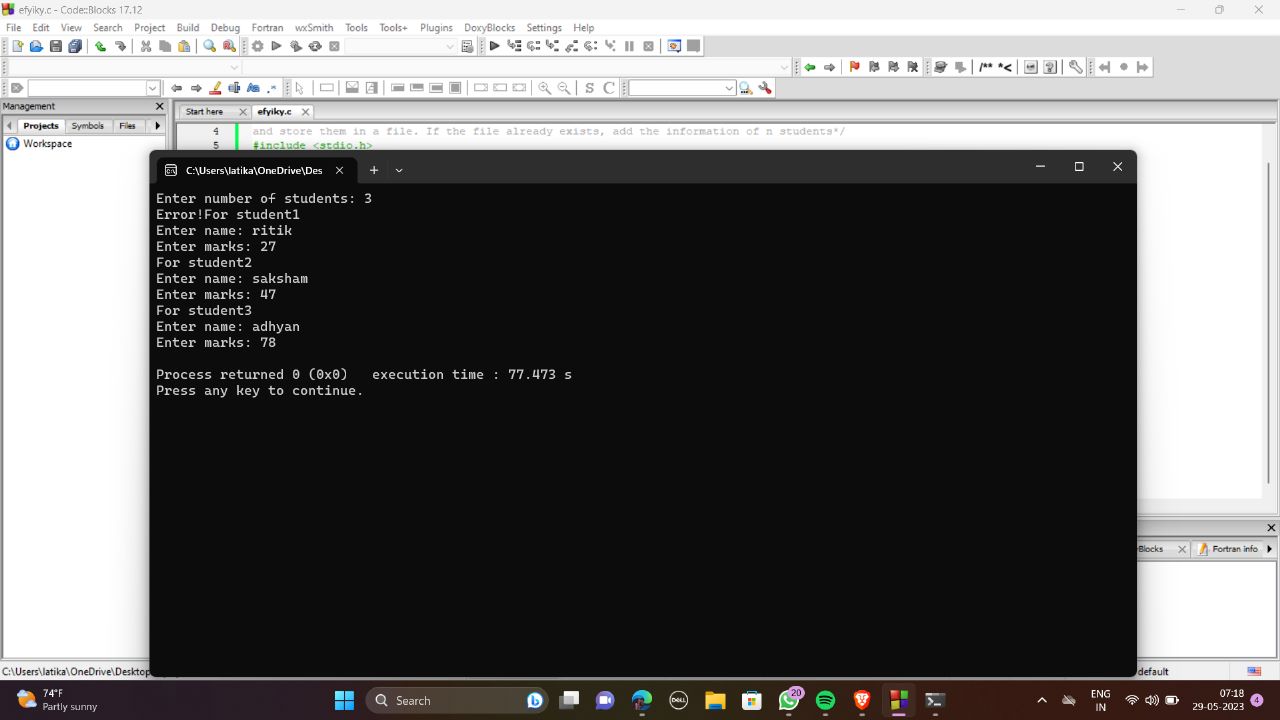 efyiky.c - Code::Blocks 17.12
File Edit View Search Project Build Debug Fortran wxSmith Tools Tools+ Plugins DoxyBlocks Settings Help
/** *<
S C
Management
Projects Symbols Files
Workspace
Start here efyiky.c
4 and store them in a file. If the file already exists, add the information of n students*/
5 #include <stdio.h>
C:\Users\latika\OneDrive\Des
Enter number of students: 3
Error!For student1
Enter name: ritik
Enter marks: 27
For student2
Enter name: saksham
Enter marks: 47
For student3
Enter name: adhyan
Enter marks: 78
Process returned 0 (0x0)   execution time : 77.473 s
Press any key to continue.
Blocks Fortran info
C:\Users\latika\OneDrive\Desktop
default
74°F
Partly sunny
Search
DELL
20
ENG
IN
07:18
29-05-2023
4